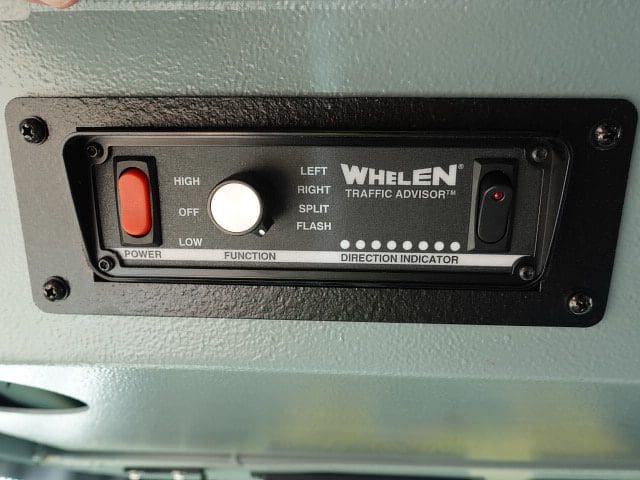 HIGH
OFF
LOW
POWER
FUNCTION
LEFT
RIGHT
SPLIT
FLASH
WHELEN®
TRAFFIC ADVISOR™
DIRECTION INDICATOR